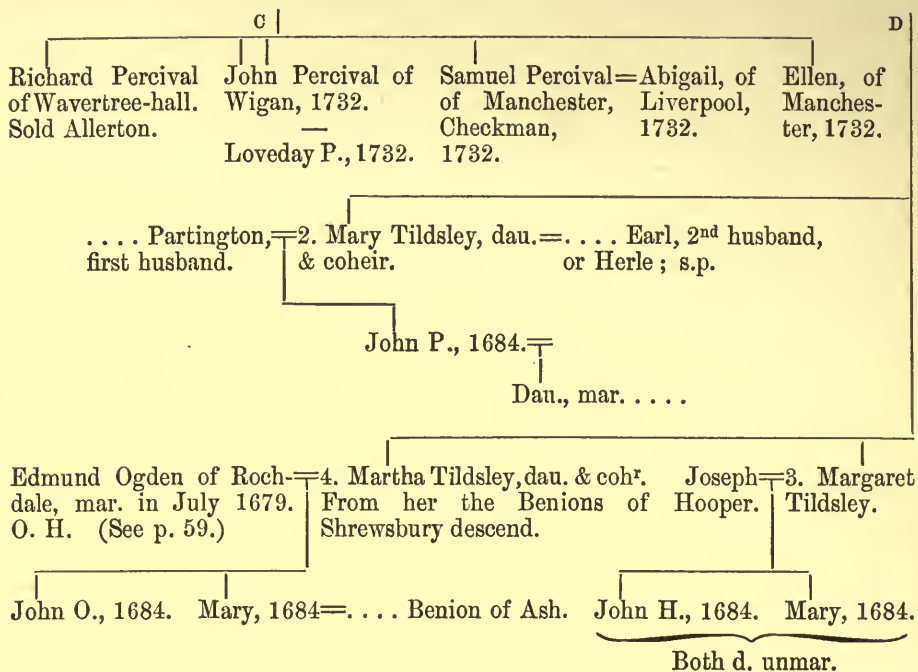 C D
Richard Percival of Wavertree-hall. Sold Allerton.
John Percival of Wigan, 1732.
—
Loveday P., 1732.
Samuel Percival=Abigail, of
of Manchester, Liverpool,
Checkman, 1732.
1732.
Ellen, of
Manches-
ter, 1732.
. . . . Partington,=2. Mary Tildsley, dau.=. . . . Earl, 2nd husband,
first husband. & coheir. or Herle ; s.p.
John P., 1684.=
Dau., mar. . . . .
Edmund Ogden of Roch-=4. Martha Tildsley, dau. & cohr. Joseph=3. Margaret
dale, mar. in July 1679. From her the Benions of Hooper. Tildsley.
O. H. (See p. 59.) Shrewsbury descend.
John O., 1684. Mary, 1684=. . . . Benion of Ash. John H., 1684. Mary, 1684.
Both d. unmar.